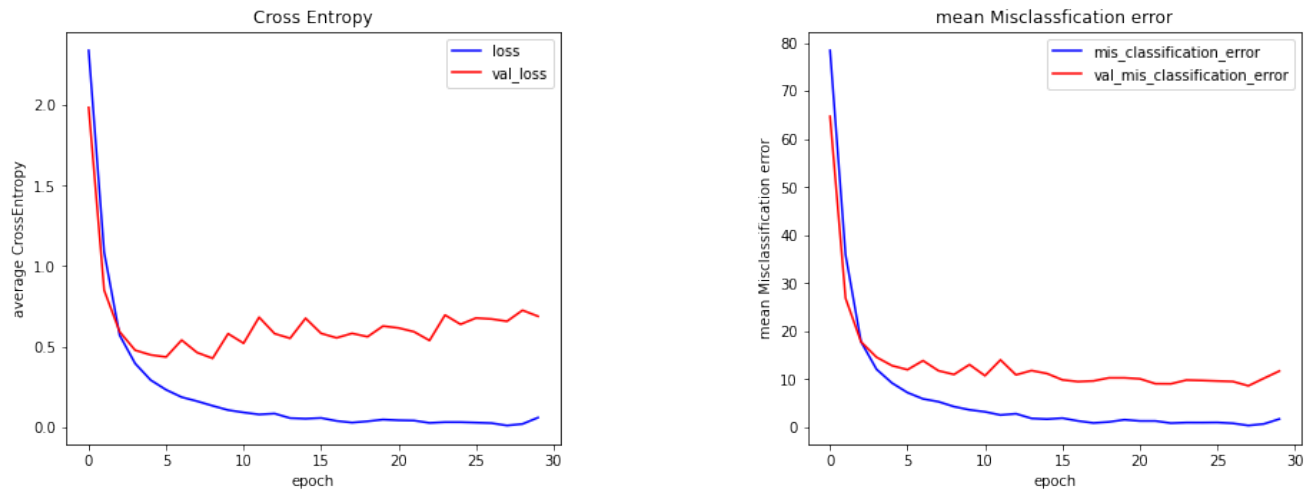 Cross Entropy
loss
val_loss
2.0
1.5
1.0
0.5
0.0
average CrossEntropy
0 5 10 15 20 25 30
epoch
mean Misclassfication error
mis_classification_error
val_mis_classification_error
80
70
60
50
40
30
20
10
0
mean Misclassification error
0 5 10 15 20 25 30
epoch